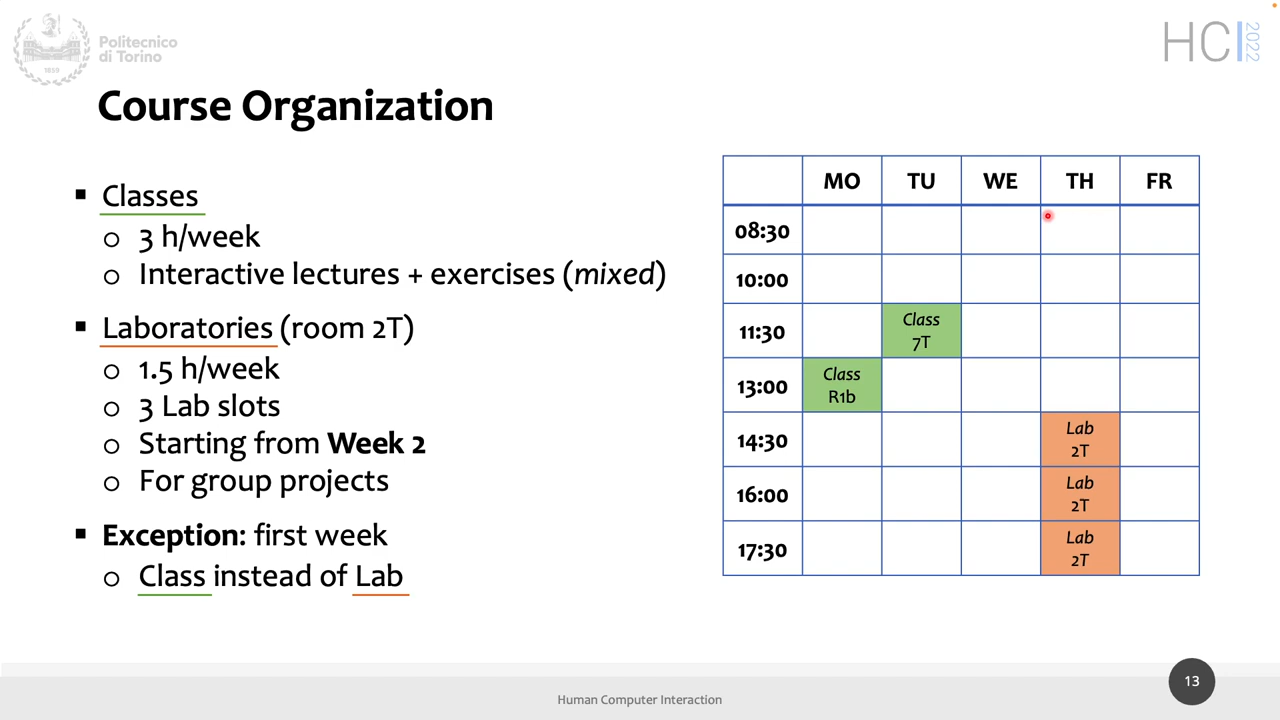 Politecnico
di Torino
1859
HCI
2022
Course Organization
▪ Classes
o 3 h/week
o Interactive lectures + exercises (mixed)
▪ Laboratories (room 2T)
o 1.5 h/week
o 3 Lab slots
o Starting from Week 2
o For group projects
▪ Exception: first week
o Class instead of Lab
MO TU WE TH FR
08:30
10:00
11:30 Class 7T
13:00 Class R1b
14:30 Lab 2T
16:00 Lab 2T
17:30 Lab 2T
Human Computer Interaction
13